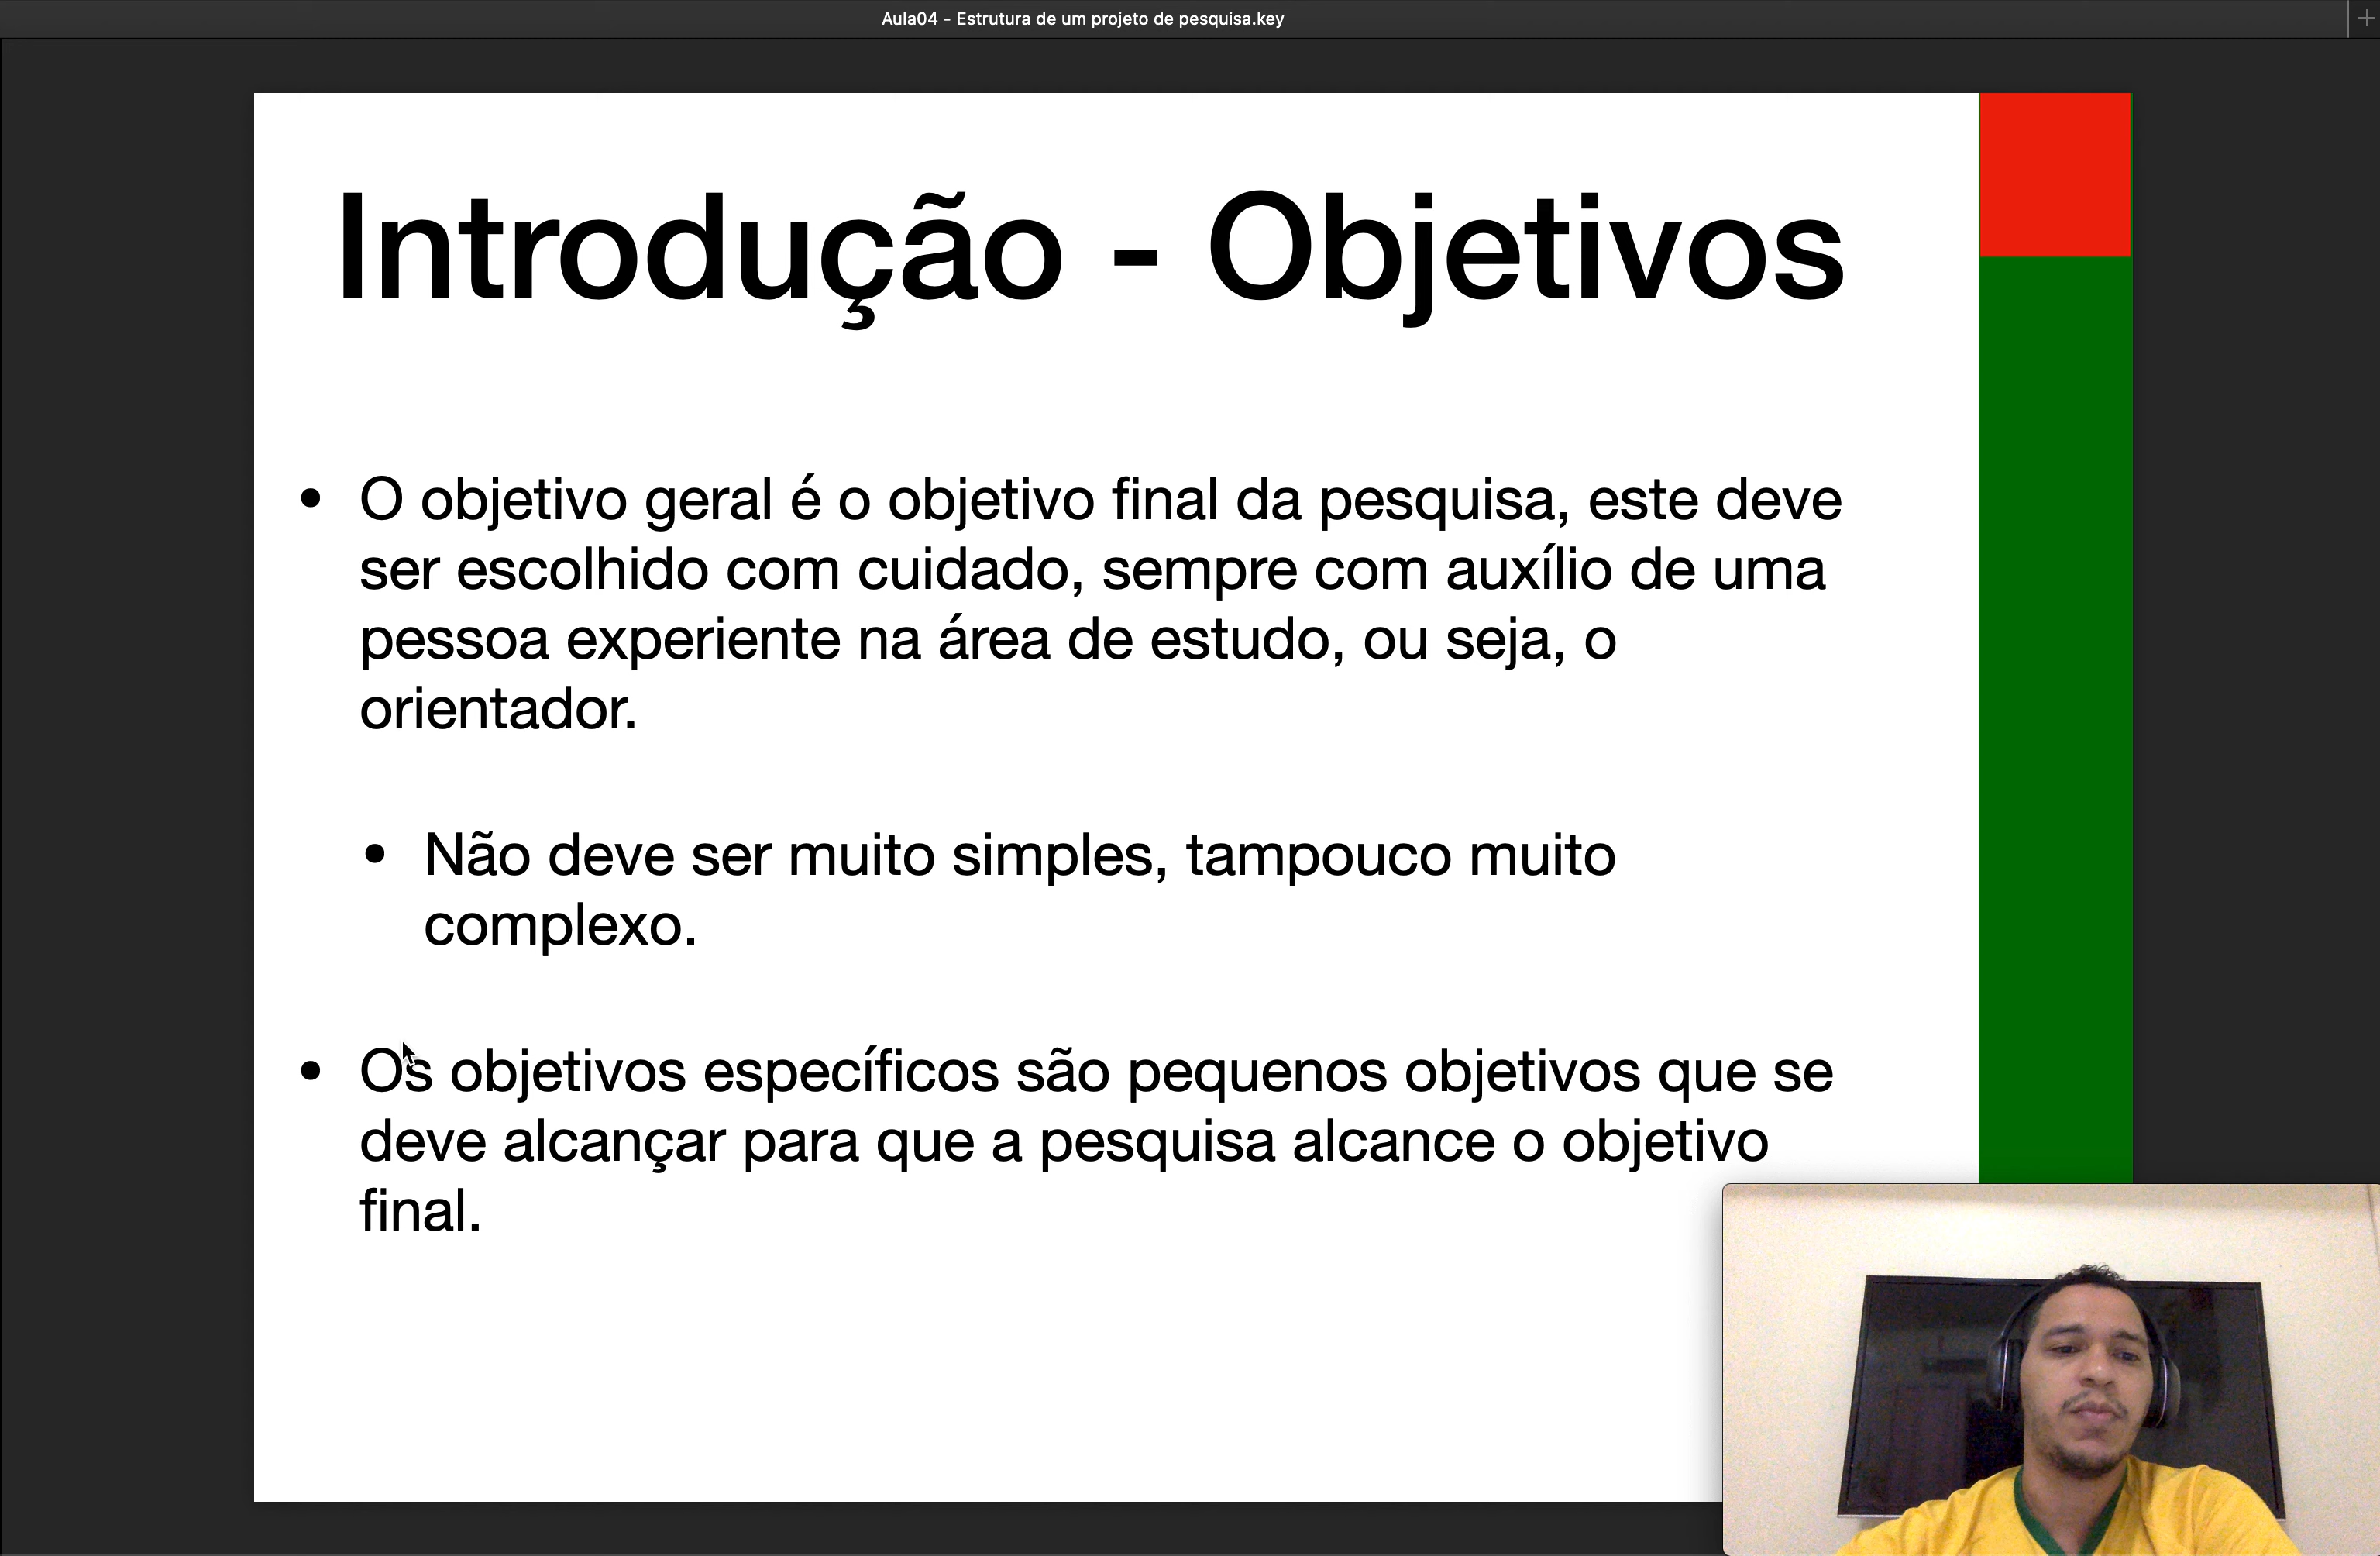 Aula04 - Estrutura de um projeto de pesquisa.key
Introdução - Objetivos
• O objetivo geral é o objetivo final da pesquisa, este deve
ser escolhido com cuidado, sempre com auxílio de uma
pessoa experiente na área de estudo, ou seja, o
orientador.
• Não deve ser muito simples, tampouco muito
complexo.
• Os objetivos específicos são pequenos objetivos que se
deve alcançar para que a pesquisa alcance o objetivo
final.